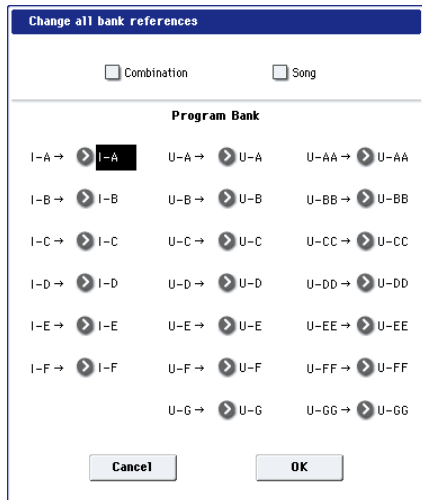 Change all bank references
Combination Song
Program Bank
I-A→ I-A U-A→ U-A U-AA→ U-AA
I-B→ I-B U-B→ U-B U-BB→ U-BB
I-C→ I-C U-C→ U-C U-CC→ U-CC
I-D→ I-D U-D→ U-D U-DD→ U-DD
I-E→ I-E U-E→ U-E U-EE→ U-EE
I-F→ I-F U-F→ U-F U-FF→ U-FF
U-G→ U-G U-GG→ U-GG
Cancel OK